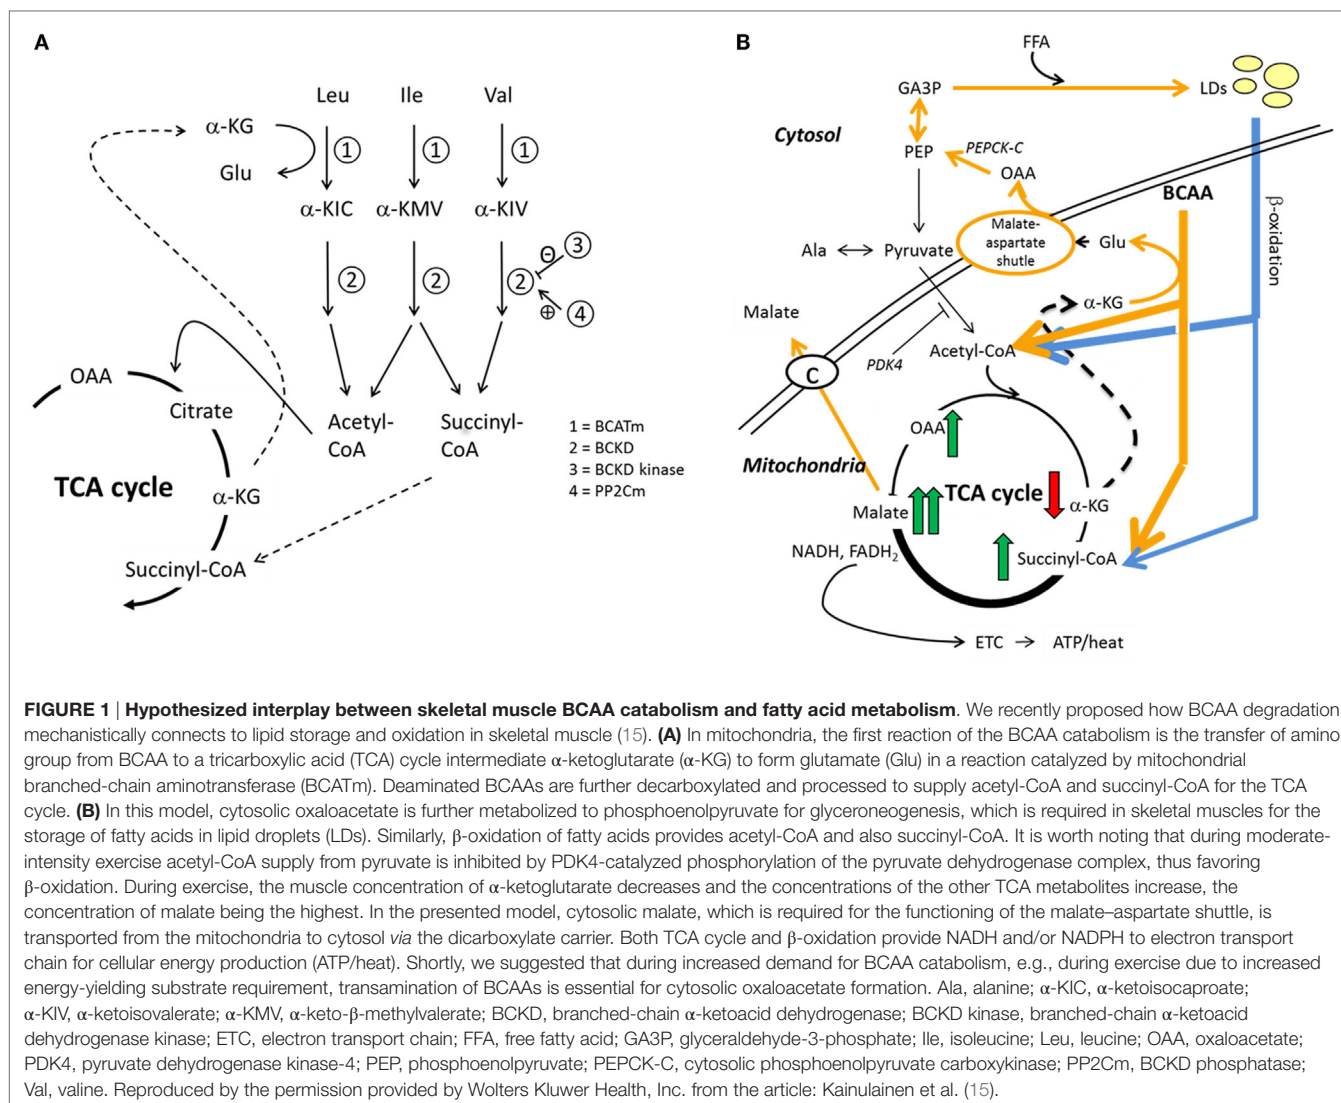 A
Leu Ile Val
α-KG
Glu
1 1 1
α-KIC α-KMV α-KIV
2 2 2
Θ 3
⊕ 4
OAA
Citrate
Acetyl-
CoA
Succinyl-
CoA
TCA cycle
α-KG
Succinyl-CoA
1 = BCATm
2 = BCKD
3 = BCKD kinase
4 = PP2Cm
B
FFA
GA3P
LDs
Cytosol
PEP
PEPCK-C
OAA
BCAA
β-oxidation
Malate-
aspartate
shutle
Glu
Ala
Pyruvate
α-KG
Malate
Acetyl-CoA
PDK4
C
OAA
Mitochondria
TCA cycle
α-KG
Malate
NADH, FADH₂
Succinyl-CoA
ETC
ATP/heat
FIGURE 1 | Hypothesized interplay between skeletal muscle BCAA catabolism and fatty acid metabolism. We recently proposed how BCAA degradation
mechanistically connects to lipid storage and oxidation in skeletal muscle (15). (A) In mitochondria, the first reaction of the BCAA catabolism is the transfer of amino
group from BCAA to a tricarboxylic acid (TCA) cycle intermediate α-ketoglutarate (α-KG) to form glutamate (Glu) in a reaction catalyzed by mitochondrial
branched-chain aminotransferase (BCATm). Deaminated BCAAs are further decarboxylated and processed to supply acetyl-CoA and succinyl-CoA for the TCA
cycle. (B) In this model, cytosolic oxaloacetate is further metabolized to phosphoenolpyruvate for glyceroneogenesis, which is required in skeletal muscles for the
storage of fatty acids in lipid droplets (LDs). Similarly, β-oxidation of fatty acids provides acetyl-CoA and also succinyl-CoA. It is worth noting that during moderate-
intensity exercise acetyl-CoA supply from pyruvate is inhibited by PDK4-catalyzed phosphorylation of the pyruvate dehydrogenase complex, thus favoring
β-oxidation. During exercise, the muscle concentration of α-ketoglutarate decreases and the concentrations of the other TCA metabolites increase, the
concentration of malate being the highest. In the presented model, cytosolic malate, which is required for the functioning of the malate–aspartate shuttle, is
transported from the mitochondria to cytosol via the dicarboxylate carrier. Both TCA cycle and β-oxidation provide NADH and/or NADPH to electron transport
chain for cellular energy production (ATP/heat). Shortly, we suggested that during increased demand for BCAA catabolism, e.g., during exercise due to increased
energy-yielding substrate requirement, transamination of BCAAs is essential for cytosolic oxaloacetate formation. Ala, alanine; α-KIC, α-ketoisocaproate;
α-KIV, α-ketoisovalerate; α-KMV, α-keto-β-methylvalerate; BCKD, branched-chain α-ketoacid dehydrogenase; BCKD kinase, branched-chain α-ketoacid
dehydrogenase kinase; ETC, electron transport chain; FFA, free fatty acid; GA3P, glyceraldehyde-3-phosphate; Ile, isoleucine; Leu, leucine; OAA, oxaloacetate;
PDK4, pyruvate dehydrogenase kinase-4; PEP, phosphoenolpyruvate; PEPCK-C, cytosolic phosphoenolpyruvate carboxykinase; PP2Cm, BCKD phosphatase;
Val, valine. Reproduced by the permission provided by Wolters Kluwer Health, Inc. from the article: Kainulainen et al. (15).